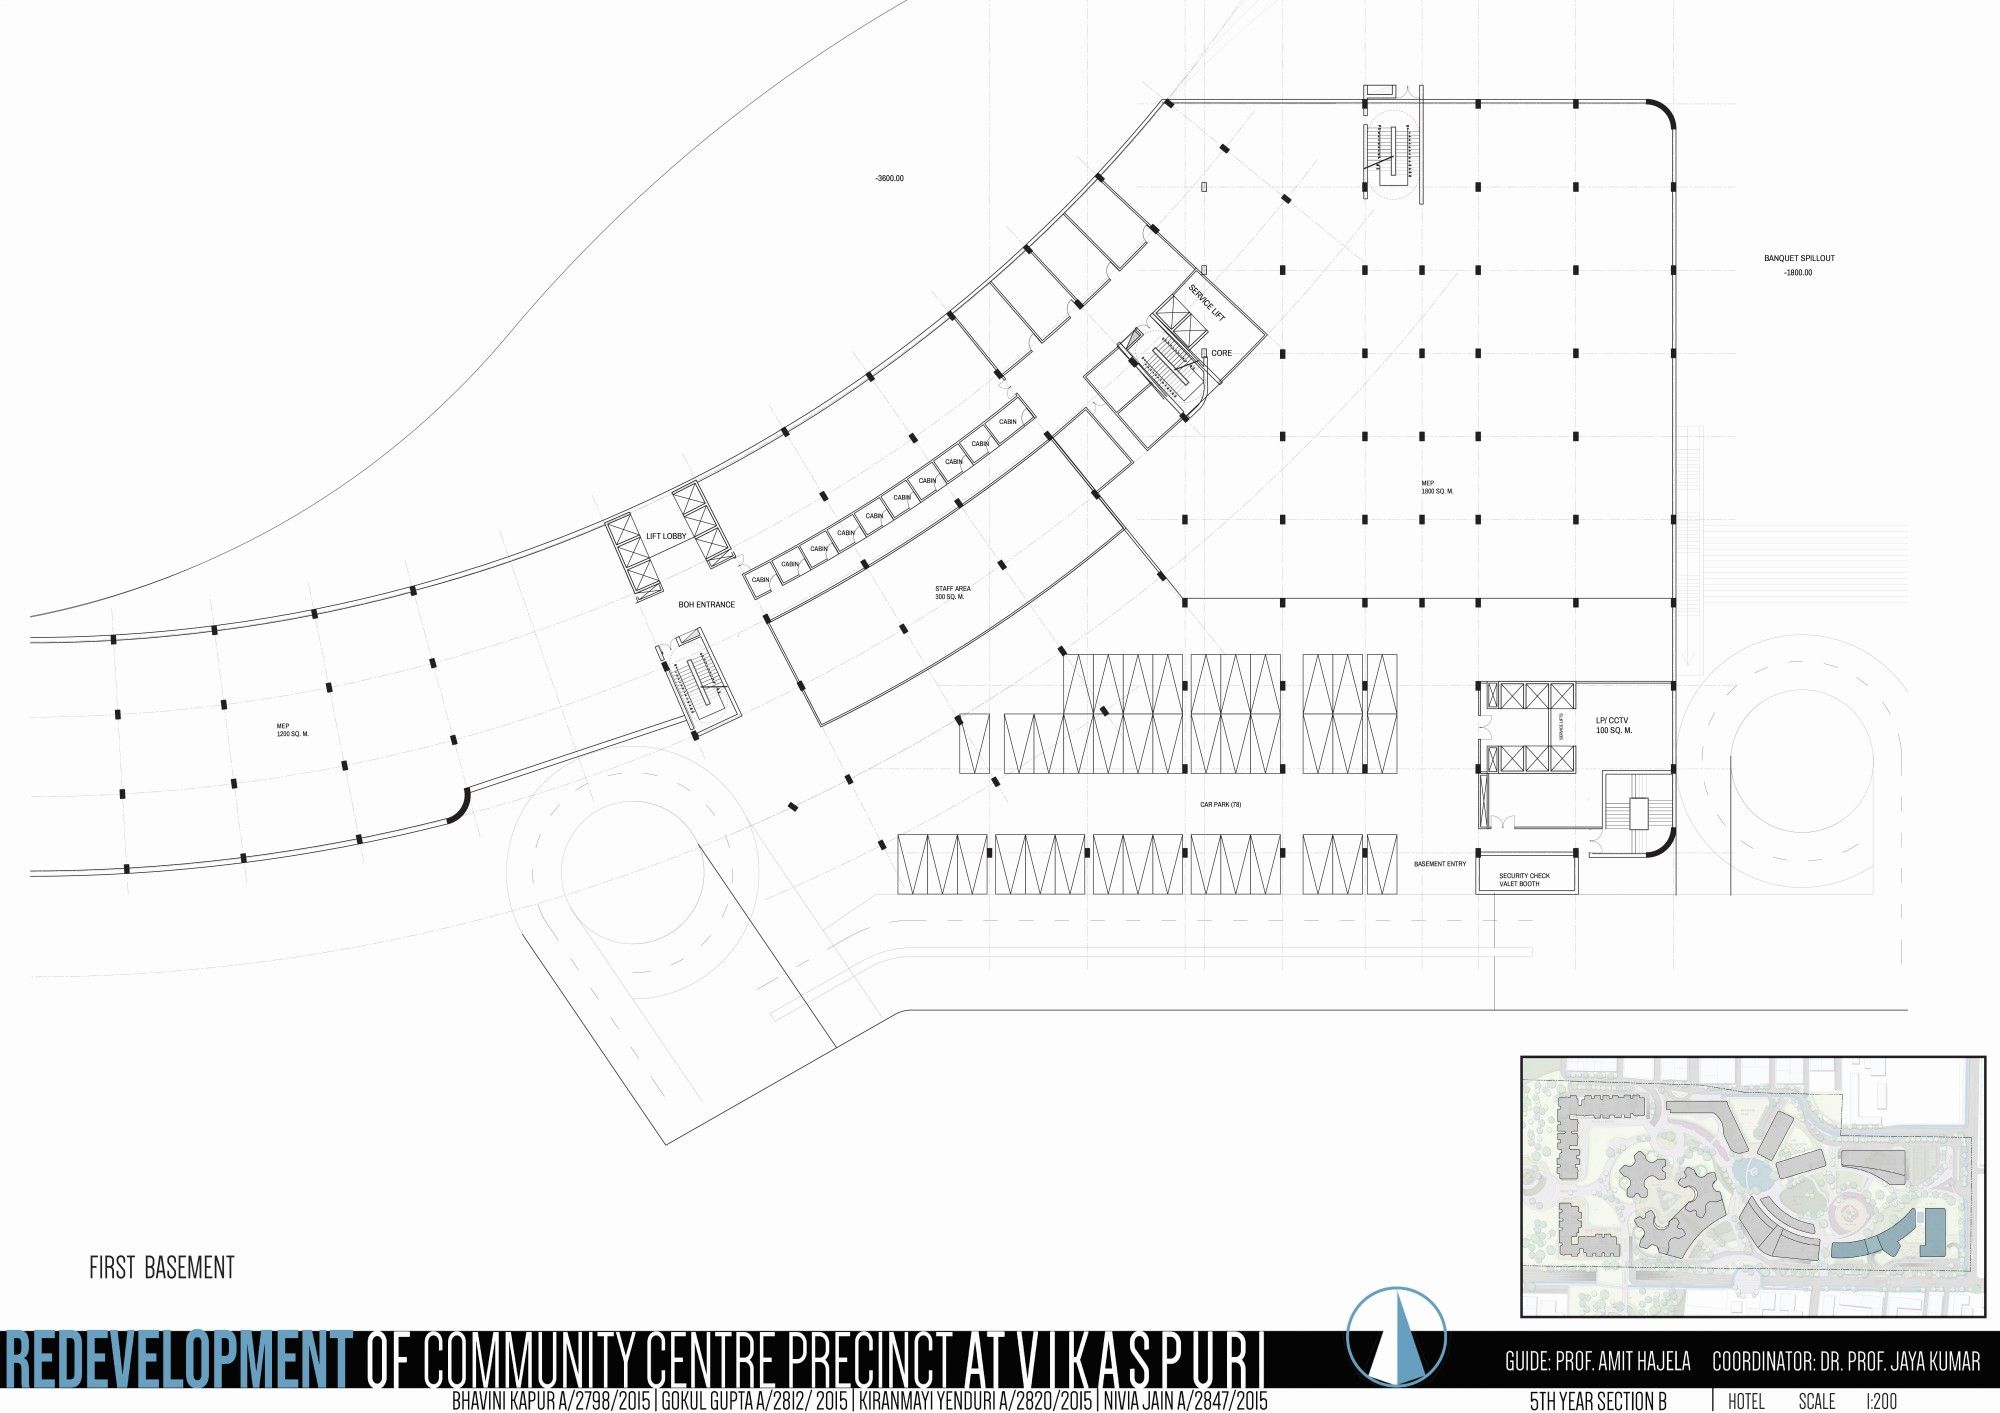 -3600.00
BANQUET SPILLOUT
-1800.00
SERVICE LIFT
CORE
CABIN
CABIN
CABIN
CABIN
CABIN
CABIN
CABIN
CABIN
CABIN
CABIN
MEP
1800 SQ. M.
LIFT LOBBY
BOH ENTRANCE
STAFF AREA
300 SQ. M.
MEP
1200 SQ. M.
SERVICE LIFTS
LP/ CCTV
100 SQ. M.
CAR PARK (78)
BASEMENT ENTRY
SECURITY CHECK
VALET BOOTH
FIRST BASEMENT
REDEVELOPMENT OF COMMUNITY CENTRE PRECINCT AT VIKASPURI
GUIDE: PROF. AMIT HAJELA COORDINATOR: DR. PROF. JAYA KUMAR
BHAVINI KAPUR A/2798/2015 | GOKUL GUPTA A/2812/ 2015 | KIRANMAYI YENDURI A/2820/2015 | NIVIA JAIN A/2847/2015
5TH YEAR SECTION B | HOTEL SCALE 1:200